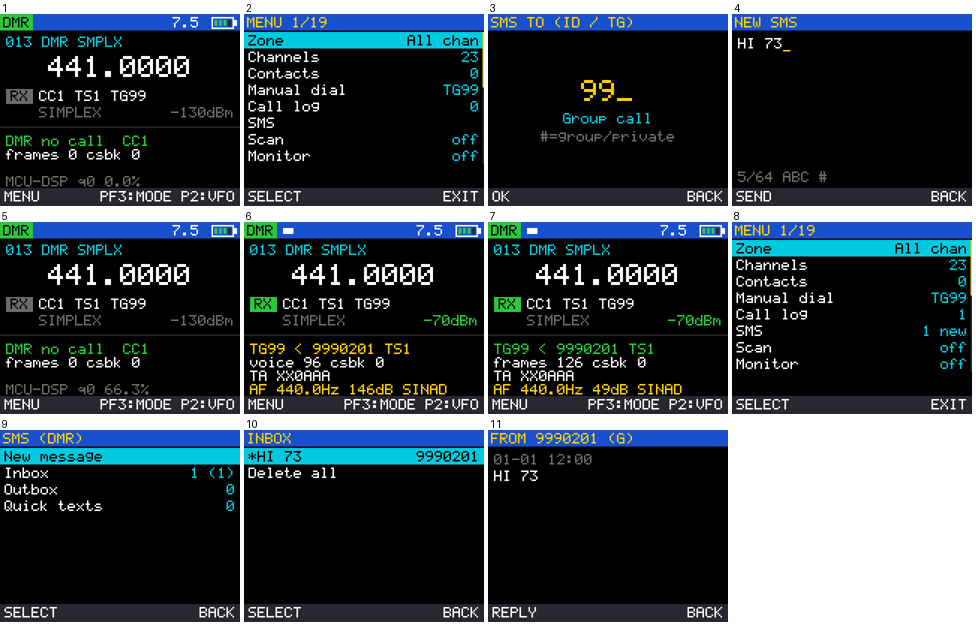 1
DMR 7.5
013 DMR SMPLX
441.0000
RX CC1 TS1 TG99
SIMPLEX -130dBm
DMR no call CC1
frames 0 csbk 0
MCU-DSP q0 0.0%
MENU PF3:MODE P2:VFO
2
MENU 1/19
Zone All chan
Channels 23
Contacts 0
Manual dial TG99
Call log 0
SMS
Scan off
Monitor off
SELECT EXIT
3
SMS TO (ID / TG)
99_
Group call
#=group/private
OK BACK
4
NEW SMS
HI 73_
5/64 ABC #
SEND BACK
5
DMR 7.5
013 DMR SMPLX
441.0000
RX CC1 TS1 TG99
SIMPLEX -130dBm
DMR no call CC1
frames 0 csbk 0
MCU-DSP q0 66.3%
MENU PF3:MODE P2:VFO
6
DMR 7.5
013 DMR SMPLX
441.0000
RX CC1 TS1 TG99
SIMPLEX -70dBm
TG99 < 9990201 TS1
voice 96 csbk 0
TA XX0AAA
AF 440.0Hz 146dB SINAD
MENU PF3:MODE P2:VFO
7
DMR 7.5
013 DMR SMPLX
441.0000
RX CC1 TS1 TG99
SIMPLEX -70dBm
TG99 < 9990201 TS1
frames 126 csbk 0
TA XX0AAA
AF 440.0Hz 49dB SINAD
MENU PF3:MODE P2:VFO
8
MENU 1/19
Zone All chan
Channels 23
Contacts 0
Manual dial TG99
Call log 1
SMS 1 new
Scan off
Monitor off
SELECT EXIT
9
SMS (DMR)
New message
Inbox 1 (1)
Outbox 0
Quick texts 0
SELECT BACK
10
INBOX
*HI 73 9990201
Delete all
SELECT BACK
11
FROM 9990201 (G)
01-01 12:00
HI 73
REPLY BACK